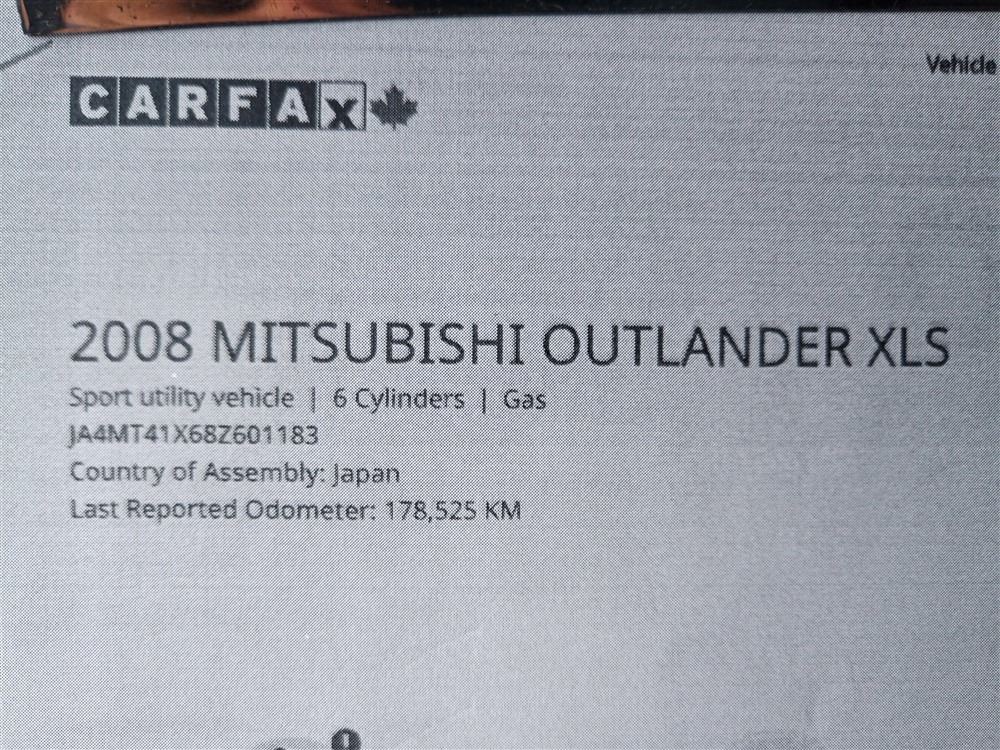 Vehicle
CARFAX
2008 MITSUBISHI OUTLANDER XLS
Sport utility vehicle | 6 Cylinders | Gas
JA4MT41X68Z601183
Country of Assembly: Japan
Last Reported Odometer: 178,525 KM